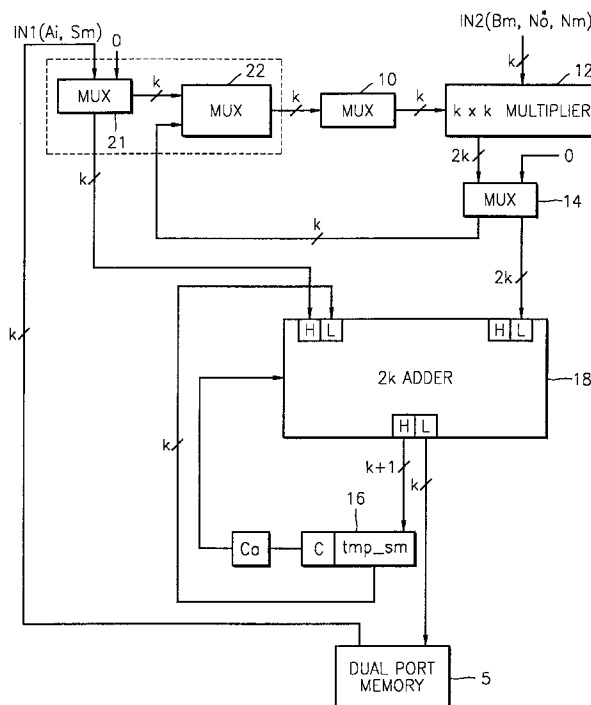 IN1(Ai, Sm)
0
IN2(Bm, No*, Nm)
k
22
12
MUX
k
MUX
k
10
MUX
k
k x k MULTIPLIER
21
2k
0
k
MUX
14
k
2k
k
H L
H L
2k ADDER
18
H L
k
k+1
k
16
Ca
C
tmp_sm
DUAL PORT
MEMORY
5